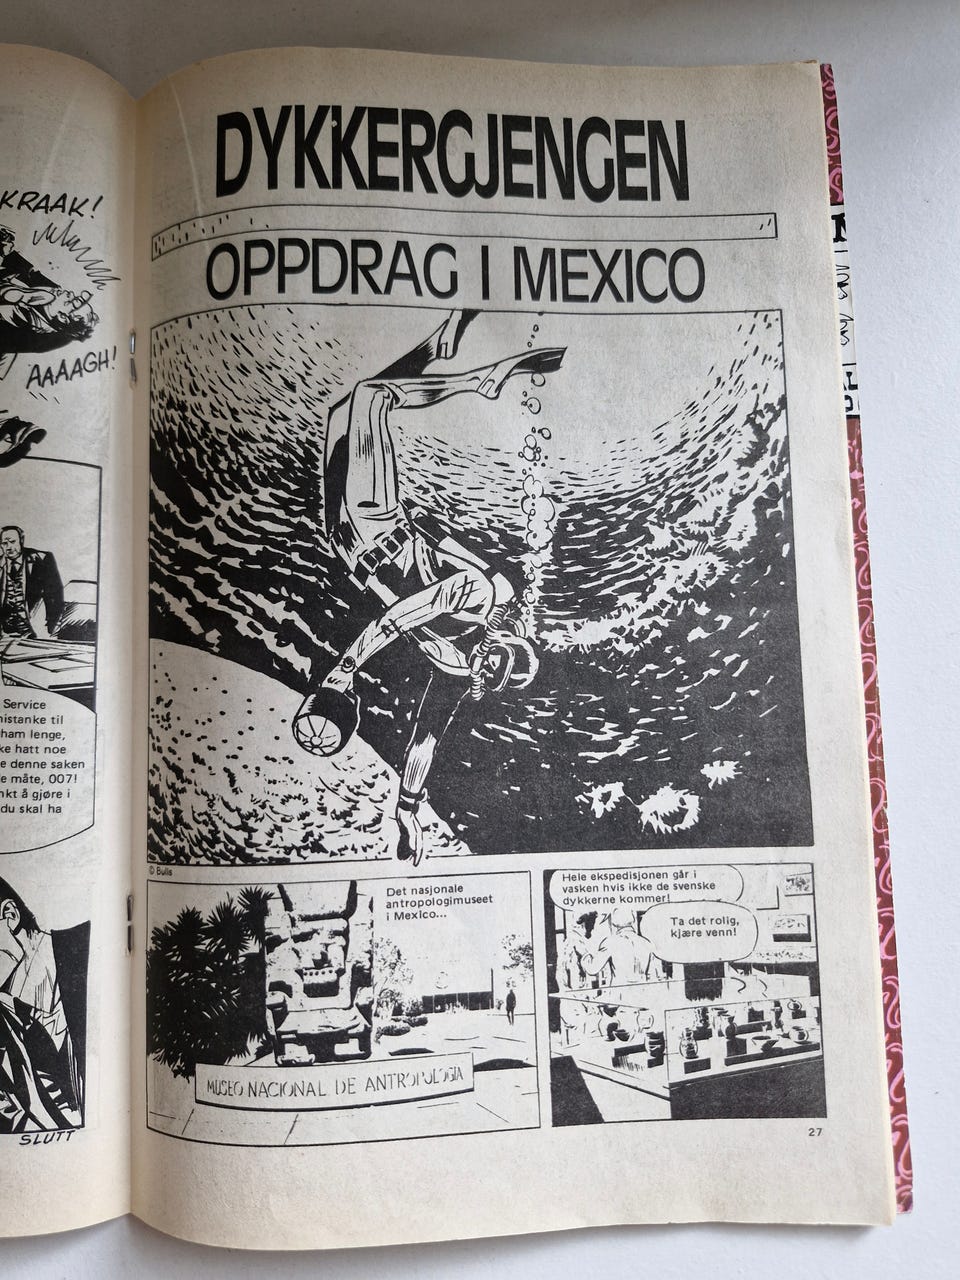 KRAAK!
AAAAGH!
Service
mistanke til
ham lenge,
ke hatt noe
e denne saken
e måte, 007!
nkt å gjøre i
du skal ha
SLUTT
DYKKERGJENGEN
OPPDRAG I MEXICO
© Bulls
Det nasjonale
antropologimuseet
i Mexico...
MUSEO NACIONAL DE ANTROPOLOGIA
Hele ekspedisjonen går i
vasken hvis ikke de svenske
dykkerne kommer!
Ta det rolig,
kjære venn!
27